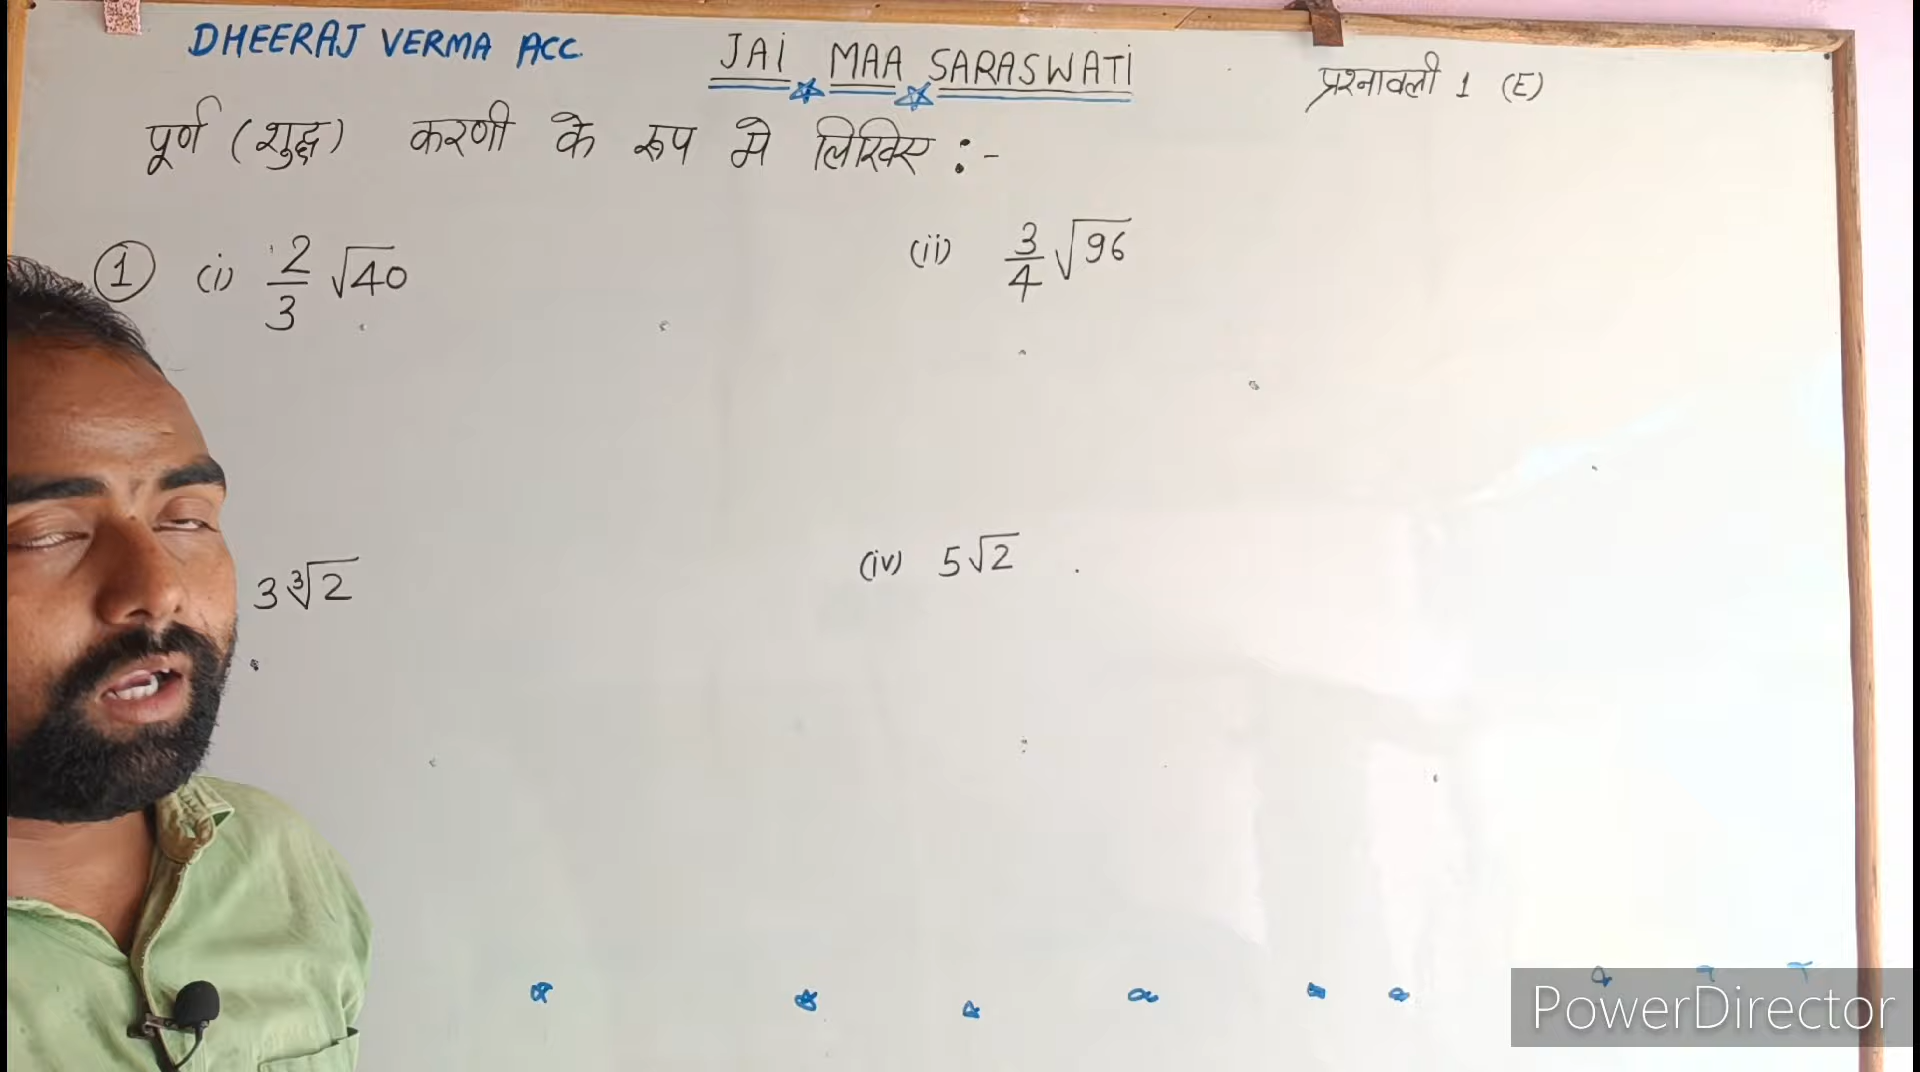 DHEERAJ VERMA ACC.
JAI MAA SARASWATI
प्रश्नावली 1 (E)
पूर्ण (शुद्ध) करणी के रूप मे लिखिए :-
1 (i) 2/3 √40
(ii) 3/4 √96
3 ∛2
(iv) 5√2
PowerDirector